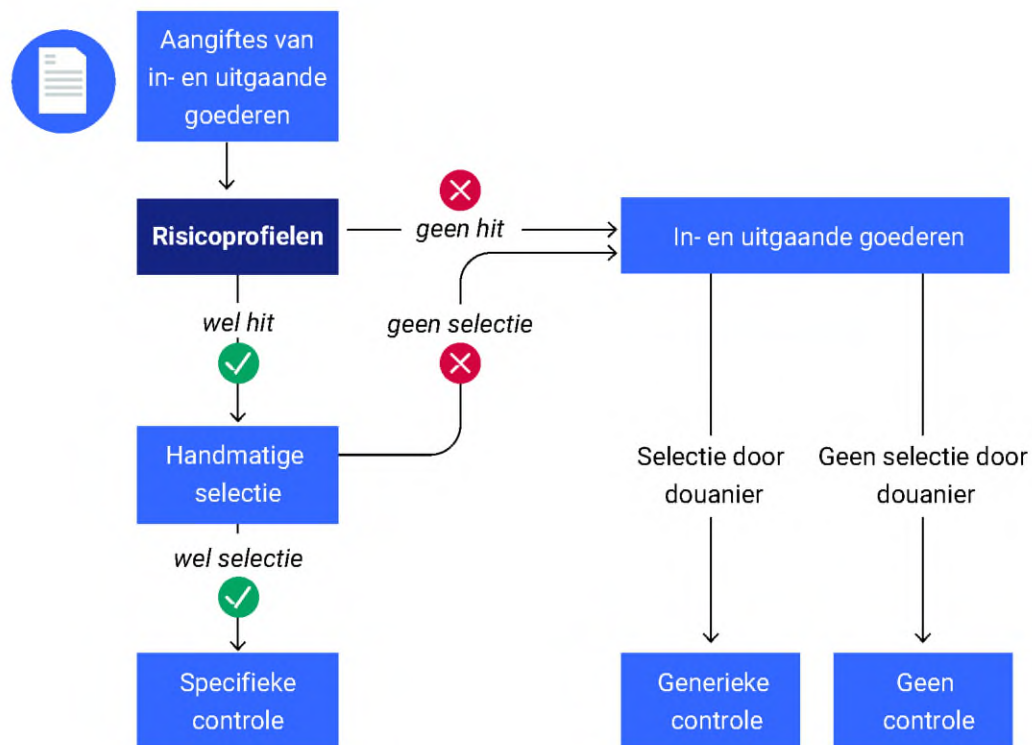 Aangiftes van
in- en uitgaande
goederen
Risicoprofielen
geen hit
In- en uitgaande goederen
wel hit
geen selectie
Handmatige
selectie
Selectie door
douanier
Geen selectie door
douanier
wel selectie
Specifieke
controle
Generieke
controle
Geen
controle